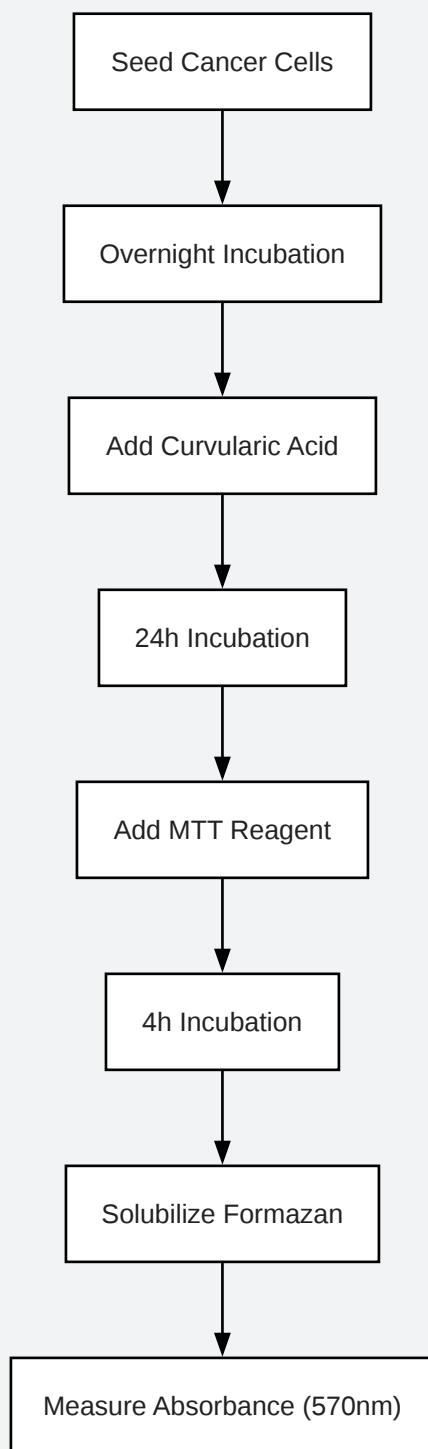 Seed Cancer Cells
Overnight Incubation
Add Curvularic Acid
24h Incubation
Add MTT Reagent
4h Incubation
Solubilize Formazan
Measure Absorbance (570nm)